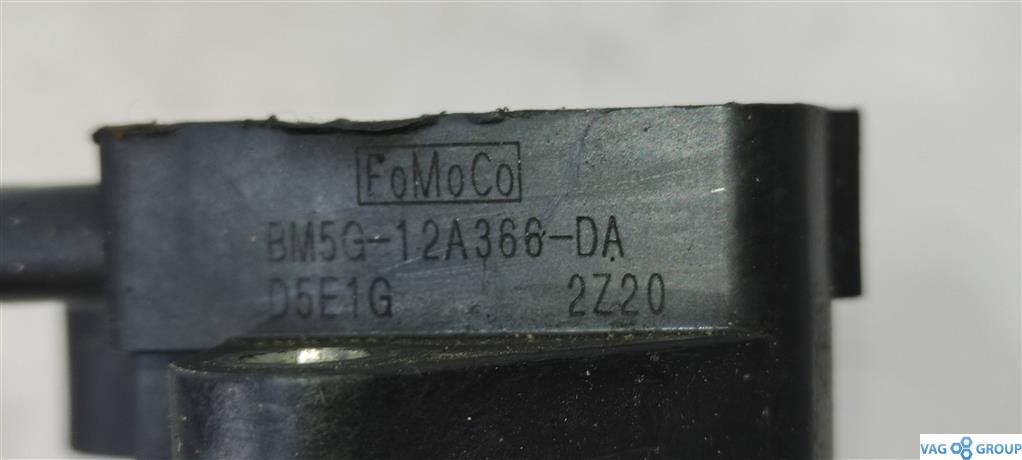 FoMoCo
BM5G-12A366-DA
D5E1G 2Z20
VAG GROUP